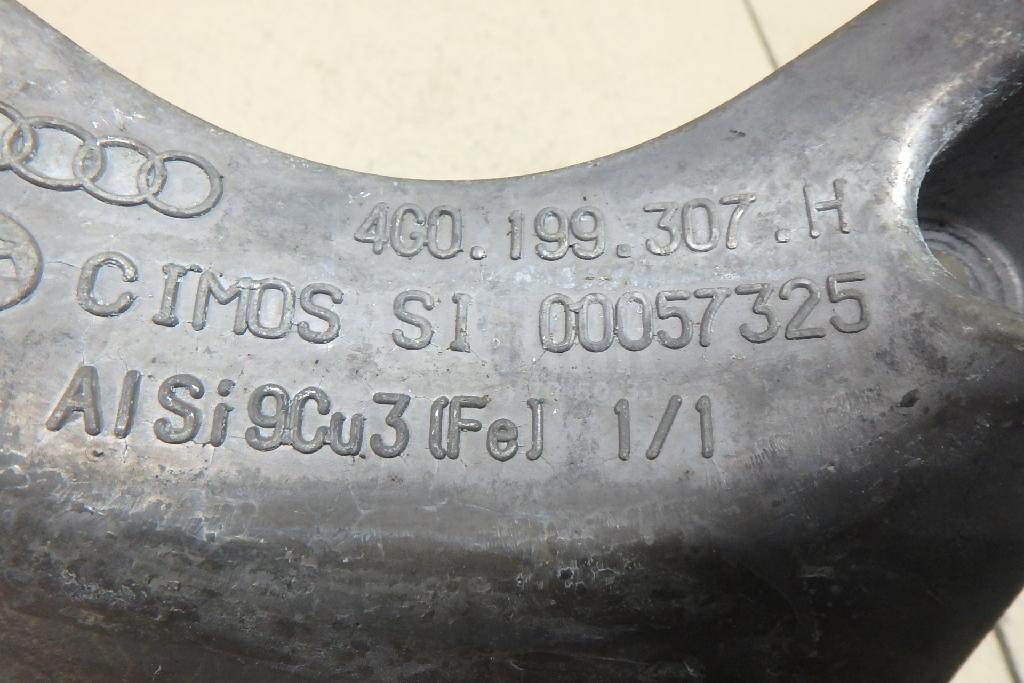 4G0.199.307.H
CIMOS SI 00057325
AlSi9Cu3(Fe) 1/1